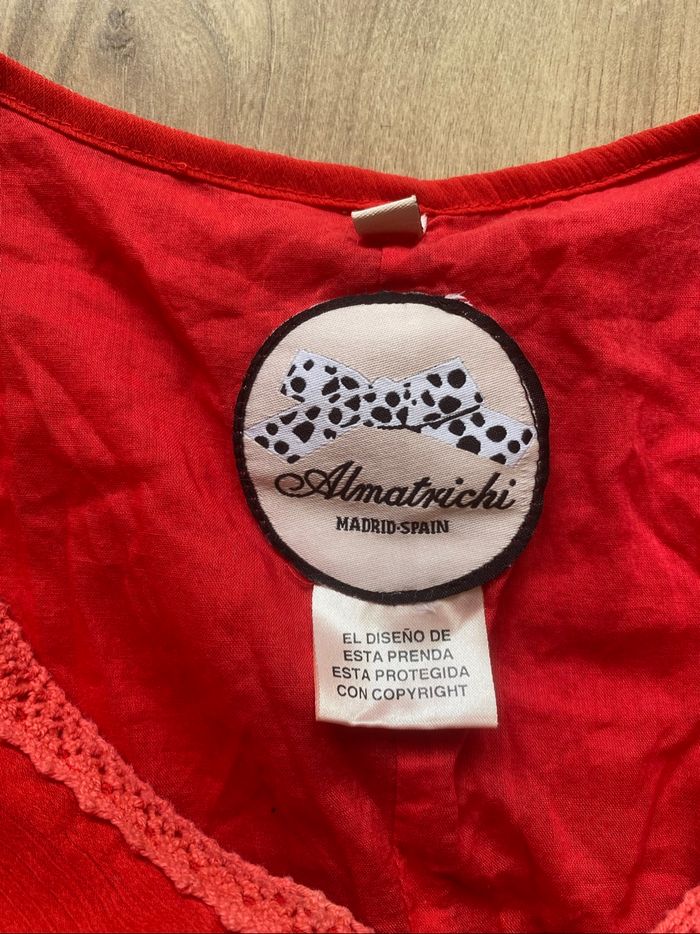 Almatrichi
MADRID-SPAIN
EL DISEÑO DE
ESTA PRENDA
ESTA PROTEGIDA
CON COPYRIGHT